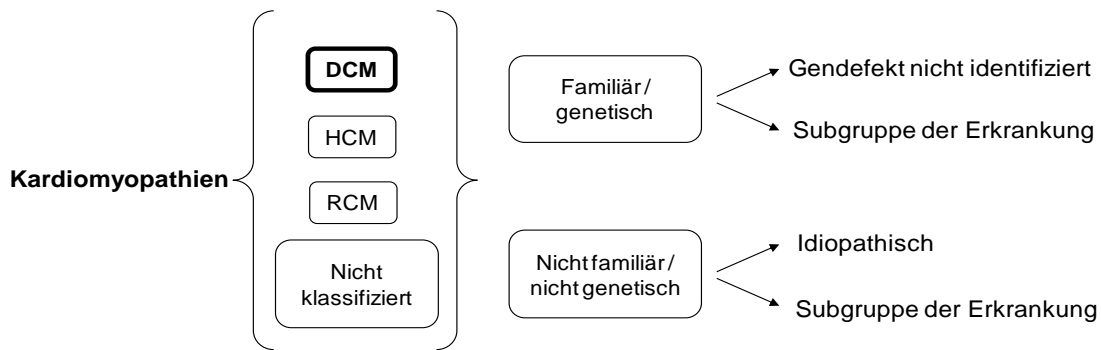 Kardiomyopathien
DCM
HCM
RCM
Nicht
klassifiziert
Familiär /
genetisch
Gendefekt nicht identifiziert
Subgruppe der Erkrankung
Nicht familiär /
nicht genetisch
Idiopathisch
Subgruppe der Erkrankung